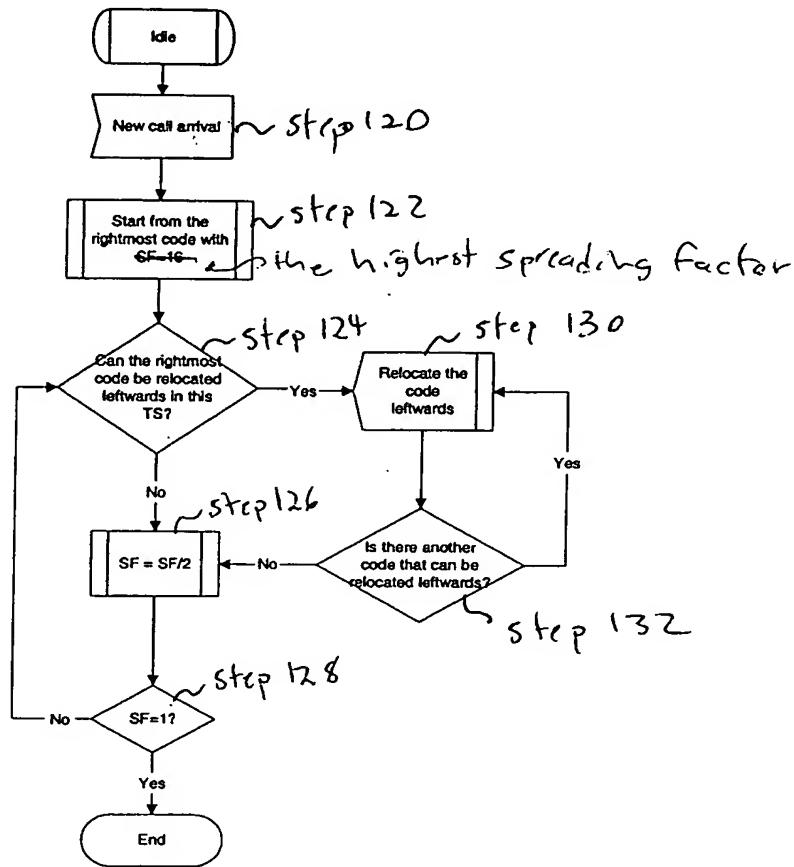 Idle
New call arrival
step 120
Start from the
rightmost code with
SF=16
step 122
the highest spreading factor
step 124
Can the rightmost
code be relocated
leftwards in this
TS?
Yes
step 130
Relocate the
code
leftwards
Yes
No
step 126
SF = SF/2
No
Is there another
code that can be
relocated leftwards?
step 132
step 128
No
SF=1?
Yes
End